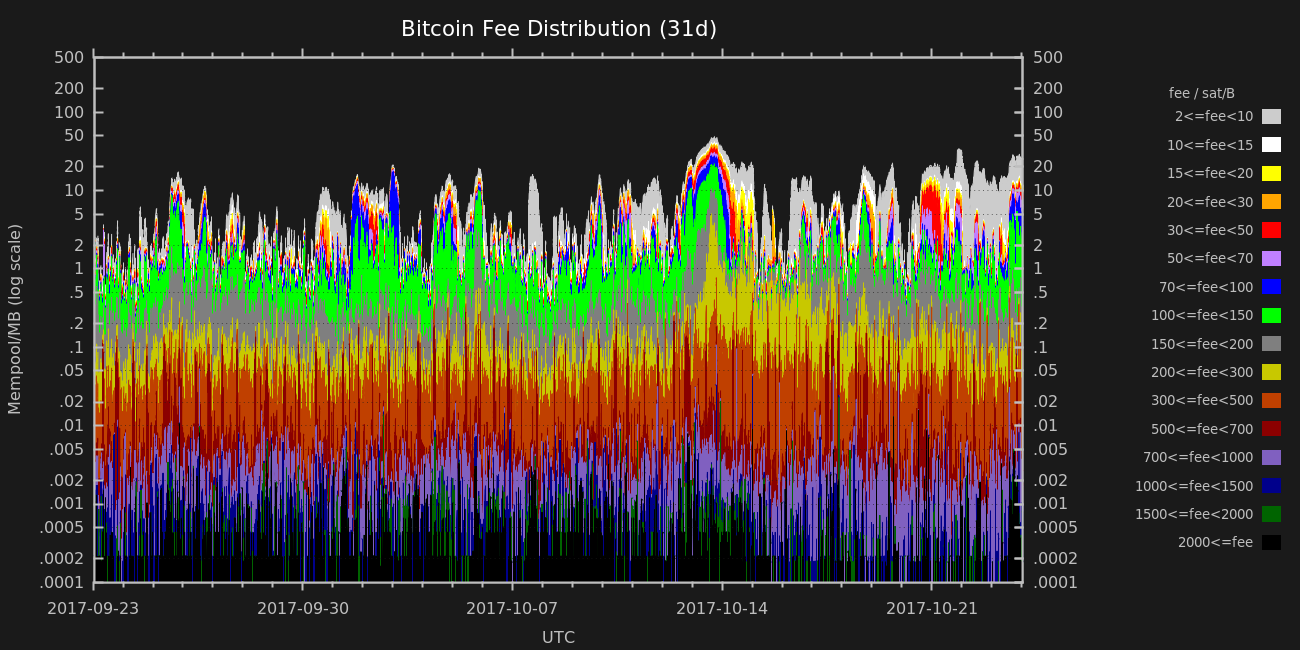 Bitcoin Fee Distribution (31d)
Mempool/MB (log scale)
500
200
100
50
20
10
5
2
1
.5
.2
.1
.05
.02
.01
.005
.002
.001
.0005
.0002
.0001
500
200
100
50
20
10
5
2
1
.5
.2
.1
.05
.02
.01
.005
.002
.001
.0005
.0002
.0001
2017-09-23 2017-09-30 2017-10-07 2017-10-14 2017-10-21
UTC
fee / sat/B
2<=fee<10
10<=fee<15
15<=fee<20
20<=fee<30
30<=fee<50
50<=fee<70
70<=fee<100
100<=fee<150
150<=fee<200
200<=fee<300
300<=fee<500
500<=fee<700
700<=fee<1000
1000<=fee<1500
1500<=fee<2000
2000<=fee